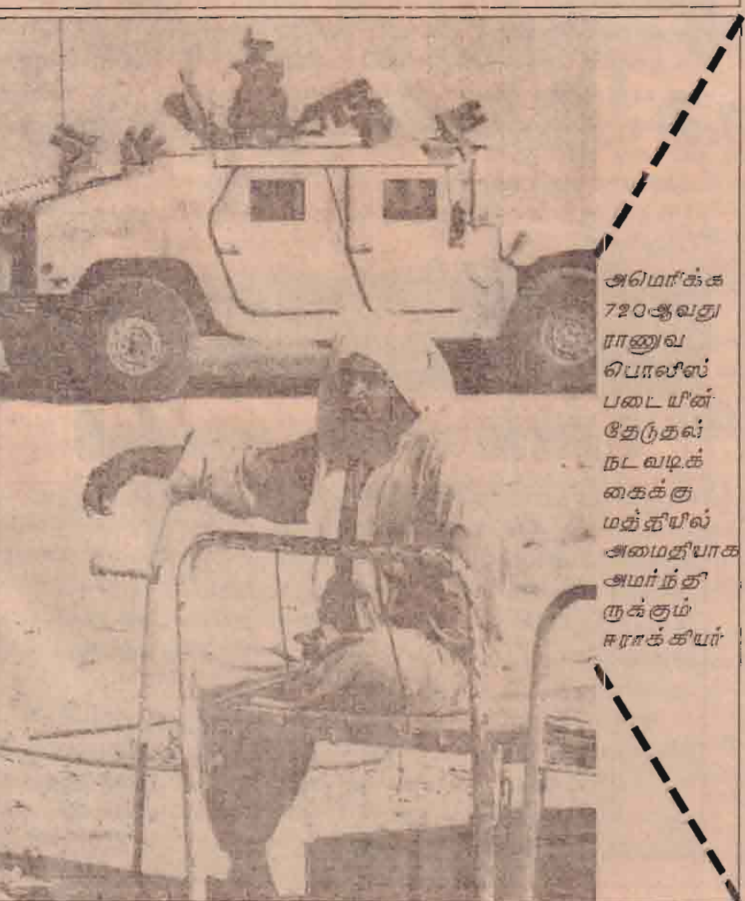 அமெரிக்க
720ஆவது
ராணுவ
பொலிஸ்
படையின்
தேடுதல்
நடவடிக்
கைக்கு
மத்தியில்
அமைதியாக
அமர்ந்தி
ருக்கும்
ஈராக்கியர்